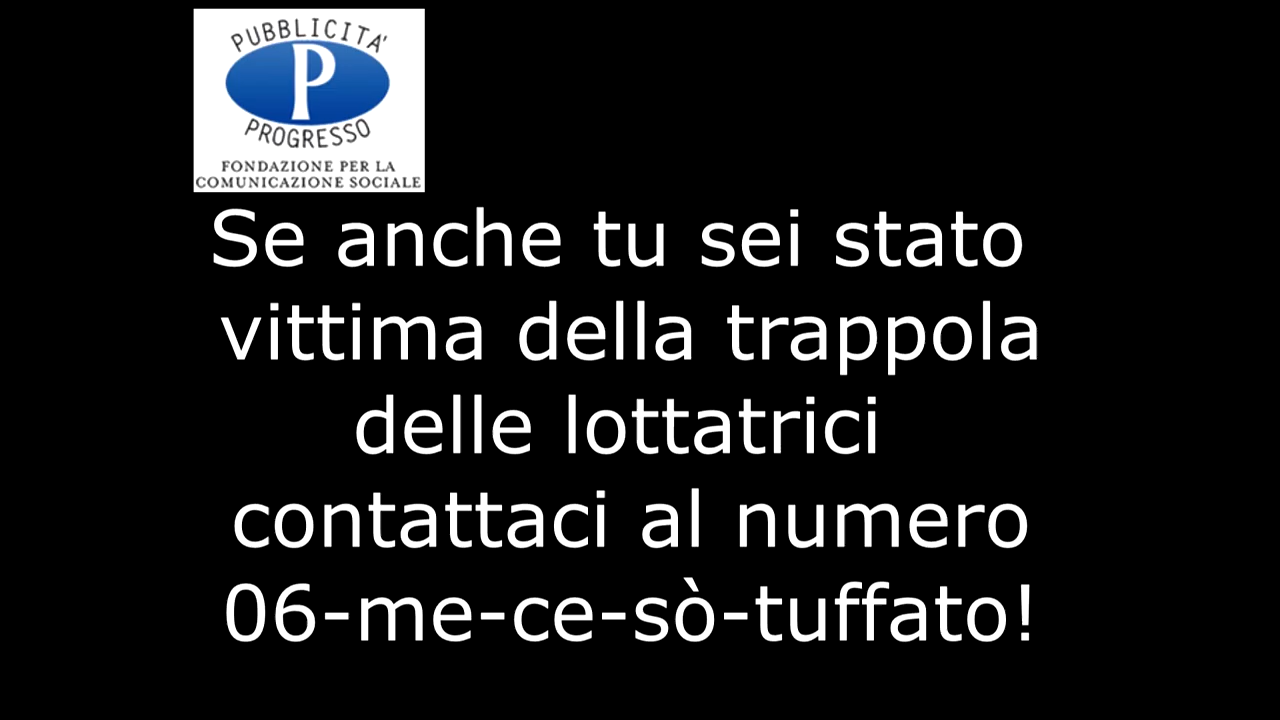 PUBBLICITA'
P
PROGRESSO
FONDAZIONE PER LA
COMUNICAZIONE SOCIALE
Se anche tu sei stato
vittima della trappola
delle lottatrici
contattaci al numero
06-me-ce-sò-tuffato!